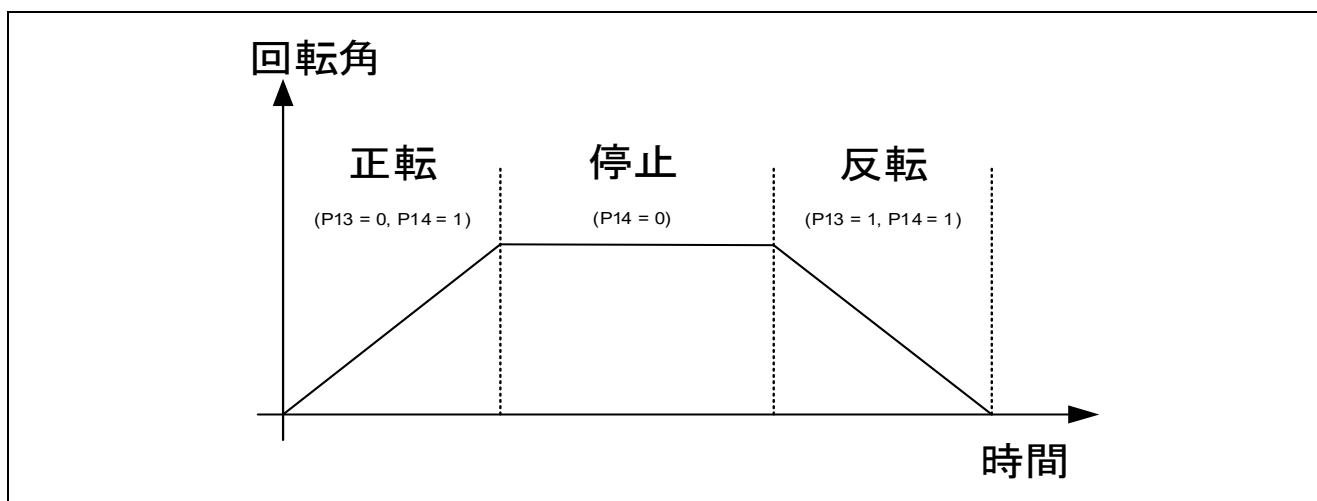 回転角
正転
停止
反転
(P13 = 0, P14 = 1)
(P14 = 0)
(P13 = 1, P14 = 1)
時間